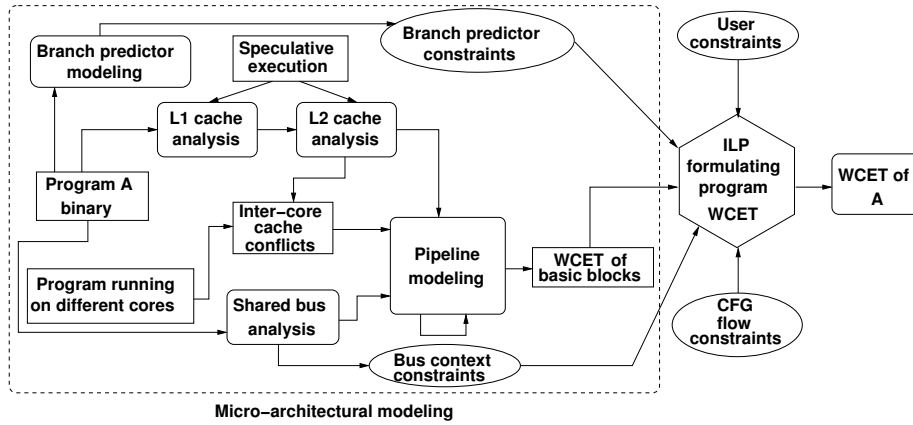 Branch predictor
modeling
Speculative
execution
Branch predictor
constraints
User
constraints
L1 cache
analysis
L2 cache
analysis
ILP
formulating
program
WCET
WCET of
A
Program A
binary
Inter−core
cache
conflicts
Pipeline
modeling
WCET of
basic blocks
Program running
on different cores
Shared bus
analysis
Bus context
constraints
CFG
flow
constraints
Micro−architectural modeling